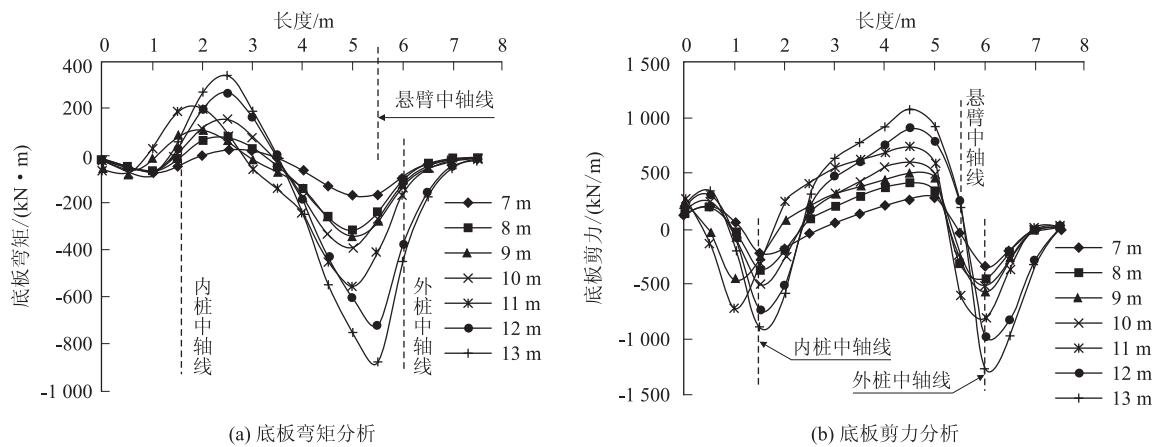 长度/m
0 1 2 3 4 5 6 7 8
400
200
0
-200
-400
-600
-800
-1 000
底板弯矩/(kN·m)
悬臂中轴线
内桩中轴线
外桩中轴线
7 m
8 m
9 m
10 m
11 m
12 m
13 m
(a) 底板弯矩分析
长度/m
0 1 2 3 4 5 6 7 8
1 500
1 000
500
0
-500
-1 000
-1 500
底板剪力/(kN/m)
悬臂中轴线
内桩中轴线
外桩中轴线
7 m
8 m
9 m
10 m
11 m
12 m
13 m
(b) 底板剪力分析